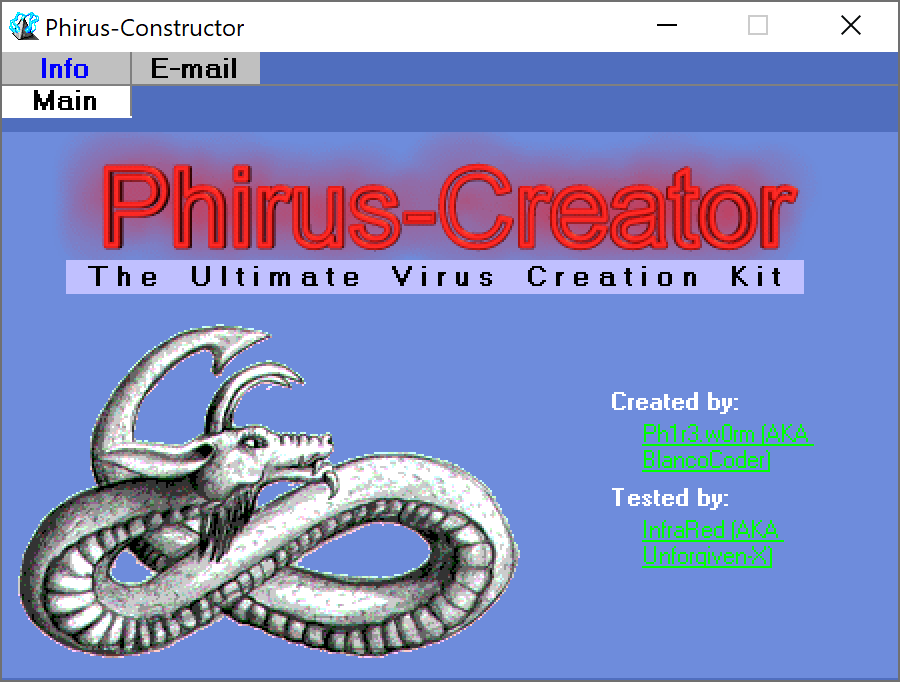 Phirus-Constructor
Info E-mail
Main
Phirus-Creator
The Ultimate Virus Creation Kit
Created by:
Ph1r3 w0rm [AKA
BlancoCoder]
Tested by:
InfraRed [AKA
Unforgiven-X]